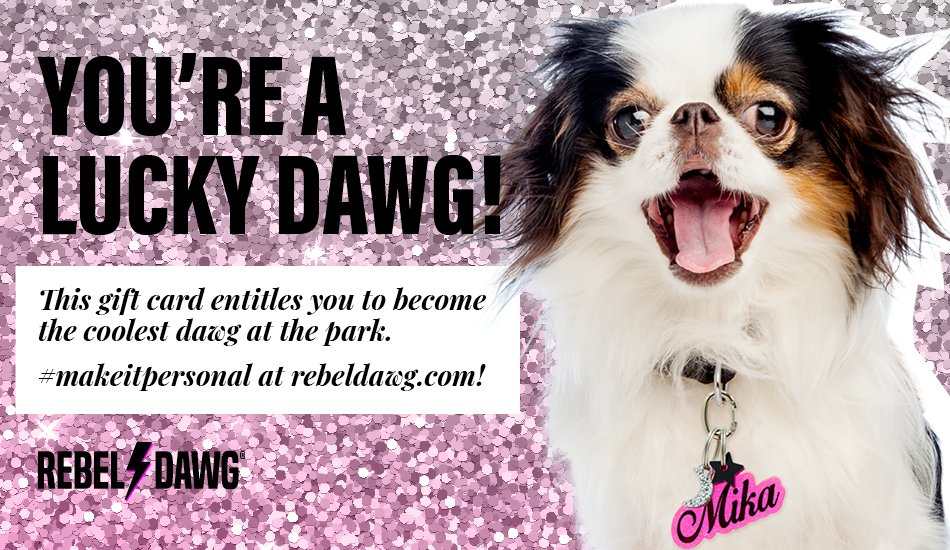 YOU'RE A
LUCKY DAWG!
This gift card entitles you to become
the coolest dawg at the park.
#makeitpersonal at rebeldawg.com!
REBEL DAWG®
Mika